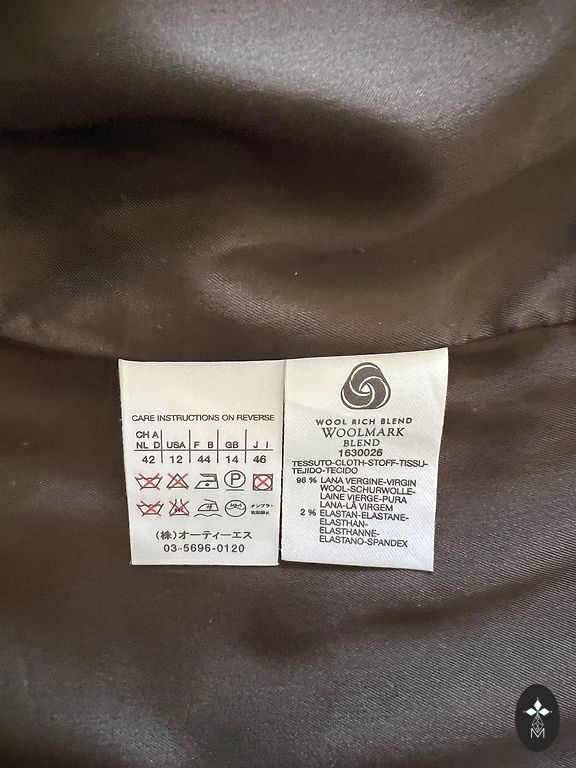 CARE INSTRUCTIONS ON REVERSE
CH A
NL D USA F B GB J I
42 12 44 14 46
P
(株)オーティーエス
03-5696-0120
WOOL RICH BLEND
WOOLMARK
BLEND
1630026
TESSUTO-CLOTH-STOFF-TISSU-
TEJIDO-TECIDO
98 % LANA VERGINE-VIRGIN
WOOL-SCHURWOLLE-
LAINE VIERGE-PURA
LANA-LÃ VIRGEM
2 % ELASTAN-ELASTANE-
ELASTHAN-
ELASTHANNE-
ELASTANO-SPANDEX
M